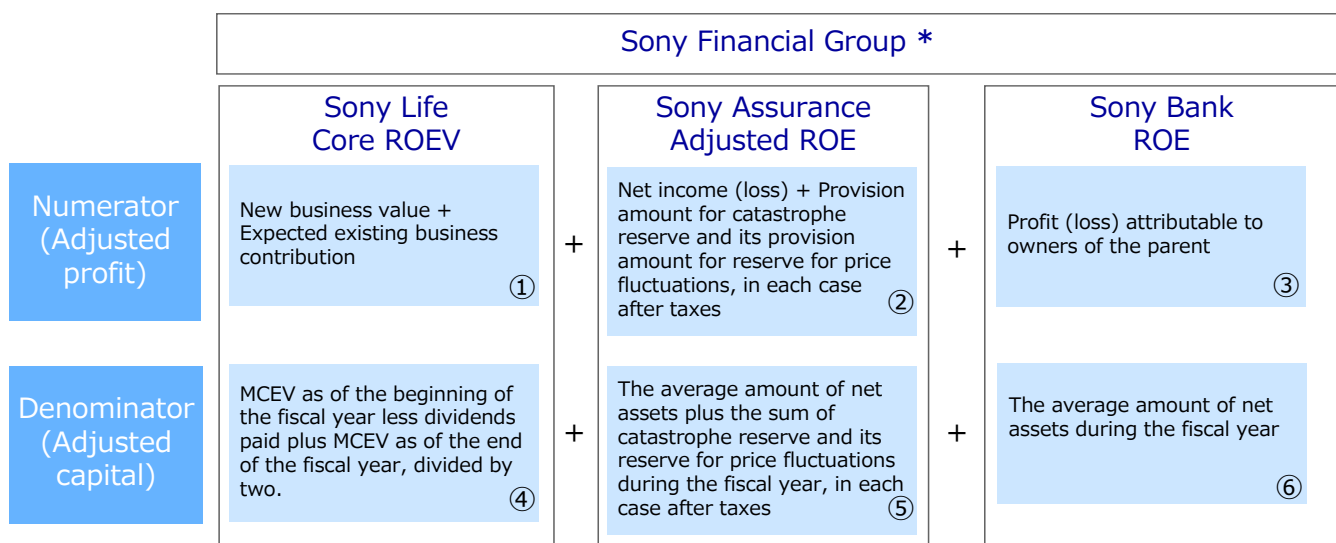 Sony Financial Group *
Sony Life
Core ROEV
Sony Assurance
Adjusted ROE
Sony Bank
ROE
Numerator
(Adjusted
profit)
New business value +
Expected existing business
contribution
①
+
Net income (loss) + Provision
amount for catastrophe
reserve and its provision
amount for reserve for price
fluctuations, in each case
after taxes
②
+
Profit (loss) attributable to
owners of the parent
③
Denominator
(Adjusted
capital)
MCEV as of the beginning of
the fiscal year less dividends
paid plus MCEV as of the end
of the fiscal year, divided by
two.
④
+
The average amount of net
assets plus the sum of
catastrophe reserve and its
reserve for price fluctuations
during the fiscal year, in each
case after taxes
⑤
+
The average amount of net
assets during the fiscal year
⑥